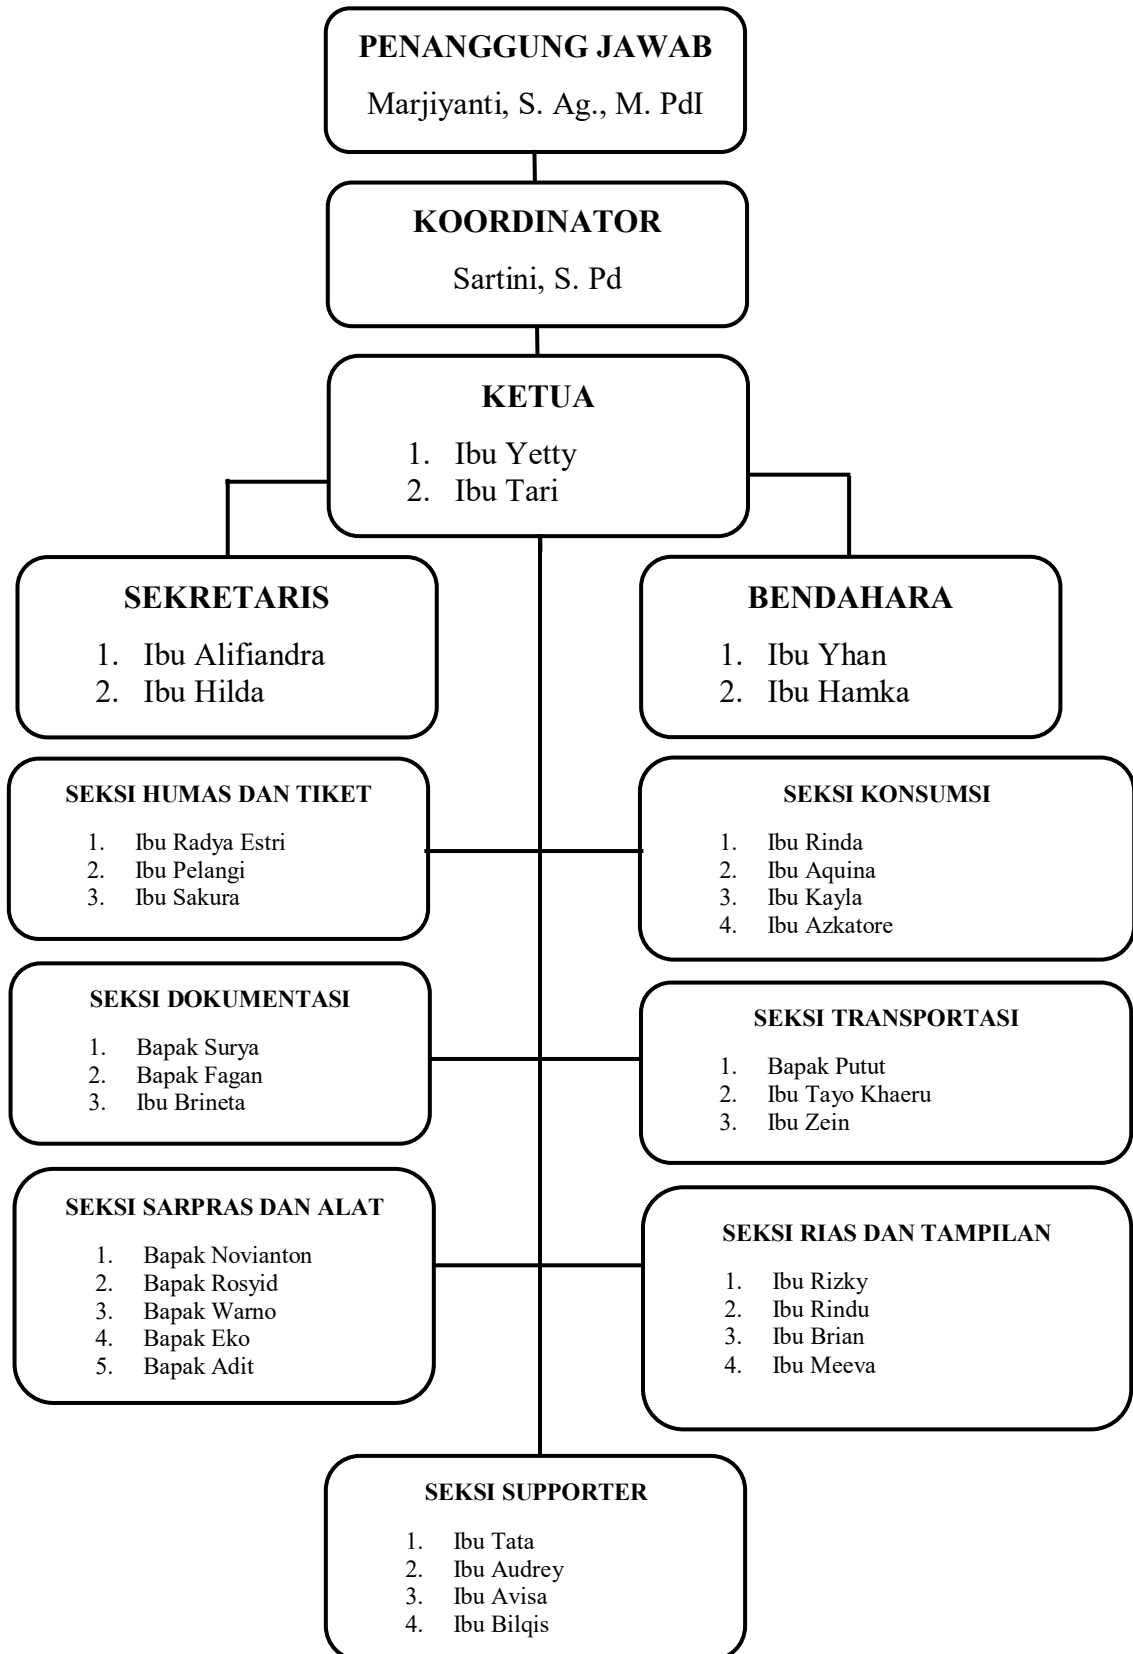 PENANGGUNG JAWAB
Marjiyanti, S. Ag., M. PdI
KOORDINATOR
Sartini, S. Pd
KETUA
1. Ibu Yetty
2. Ibu Tari
SEKRETARIS
1. Ibu Alifiandra
2. Ibu Hilda
BENDAHARA
1. Ibu Yhan
2. Ibu Hamka
SEKSI HUMAS DAN TIKET
1. Ibu Radya Estri
2. Ibu Pelangi
3. Ibu Sakura
SEKSI KONSUMSI
1. Ibu Rinda
2. Ibu Aquina
3. Ibu Kayla
4. Ibu Azkatore
SEKSI DOKUMENTASI
1. Bapak Surya
2. Bapak Fagan
3. Ibu Brineta
SEKSI TRANSPORTASI
1. Bapak Putut
2. Ibu Tayo Khaeru
3. Ibu Zein
SEKSI SARPRAS DAN ALAT
1. Bapak Novianton
2. Bapak Rosyid
3. Bapak Warno
4. Bapak Eko
5. Bapak Adit
SEKSI RIAS DAN TAMPILAN
1. Ibu Rizky
2. Ibu Rindu
3. Ibu Brian
4. Ibu Meeva
SEKSI SUPPORTER
1. Ibu Tata
2. Ibu Audrey
3. Ibu Avisa
4. Ibu Bilqis